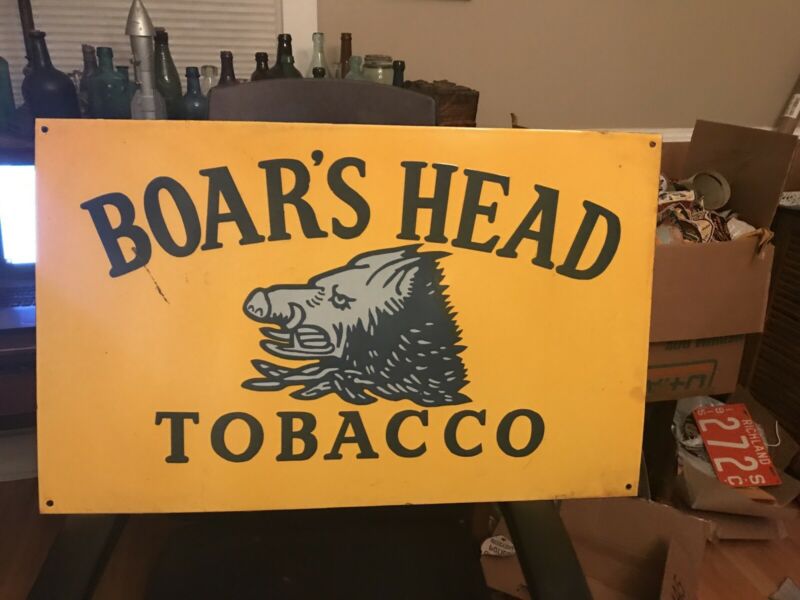 BOAR'S HEAD
TOBACCO
RICHLAND
272
S.C.